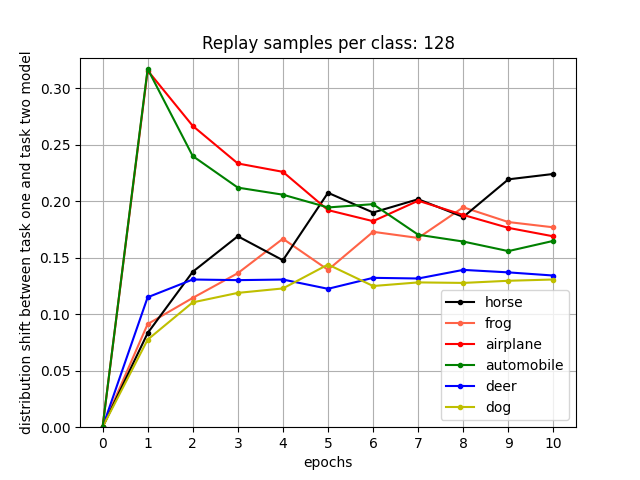 Replay samples per class: 128
distribution shift between task one and task two model
0.30
0.25
0.20
0.15
0.10
0.05
0.00
horse
frog
airplane
automobile
deer
dog
0 1 2 3 4 5 6 7 8 9 10
epochs